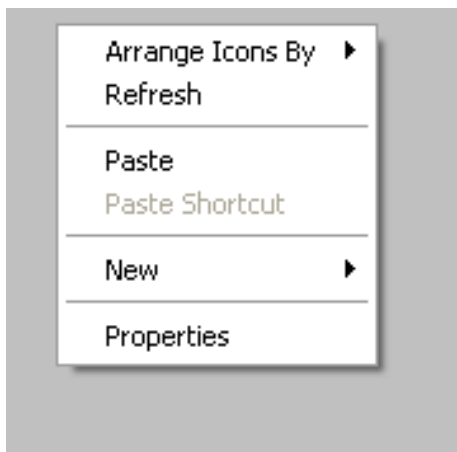 Arrange Icons By
Refresh
Paste
Paste Shortcut
New
Properties